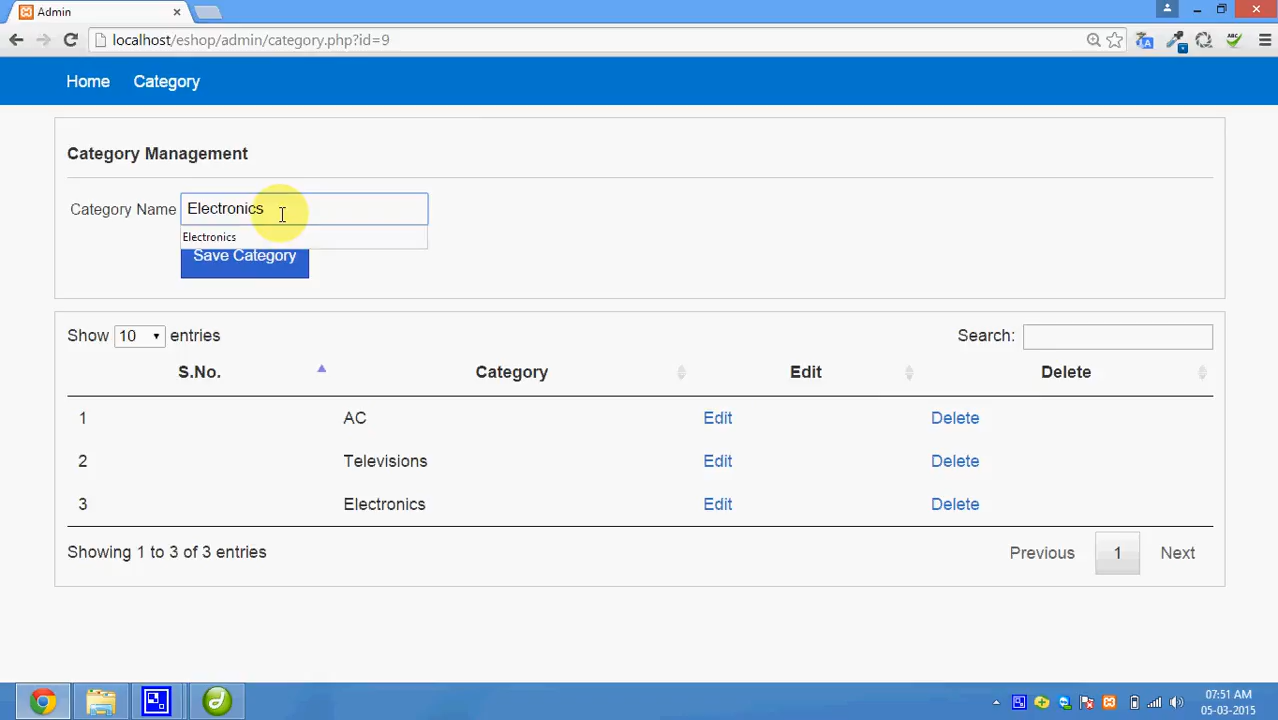 Admin
localhost/eshop/admin/category.php?id=9
Home Category
Category Management
Category Name Electronics
Electronics
Save Category
Show 10 entries Search:
S.No. Category Edit Delete
1 AC Edit Delete
2 Televisions Edit Delete
3 Electronics Edit Delete
Showing 1 to 3 of 3 entries Previous 1 Next
07:51 AM
05-03-2015